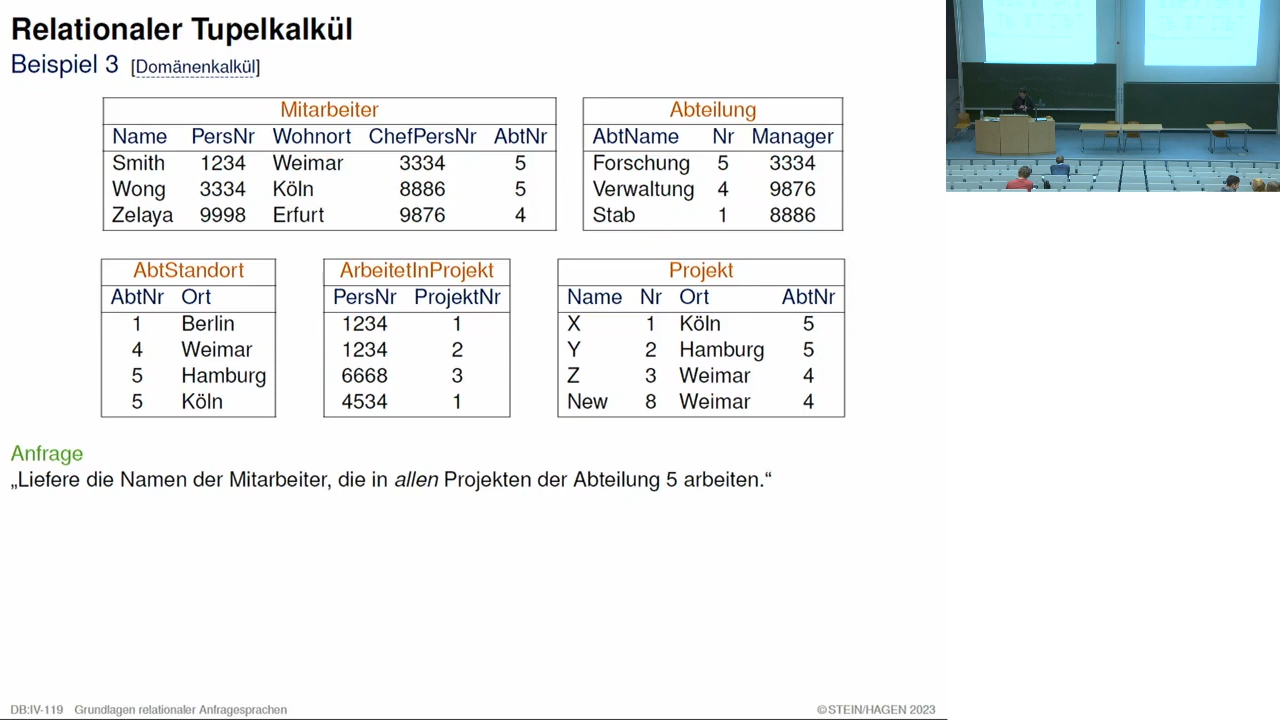 Relationaler Tupelkalkül
Beispiel 3 [Domänenkalkül]
Mitarbeiter
Name PersNr Wohnort ChefPersNr AbtNr
Smith 1234 Weimar 3334 5
Wong 3334 Köln 8886 5
Zelaya 9998 Erfurt 9876 4
Abteilung
AbtName Nr Manager
Forschung 5 3334
Verwaltung 4 9876
Stab 1 8886
AbtStandort
AbtNr Ort
1 Berlin
4 Weimar
5 Hamburg
5 Köln
ArbeitetInProjekt
PersNr ProjektNr
1234 1
1234 2
6668 3
4534 1
Projekt
Name Nr Ort AbtNr
X 1 Köln 5
Y 2 Hamburg 5
Z 3 Weimar 4
New 8 Weimar 4
Anfrage
„Liefere die Namen der Mitarbeiter, die in allen Projekten der Abteilung 5 arbeiten.“
DB:IV-119 Grundlagen relationaler Anfragesprachen ©STEIN/HAGEN 2023